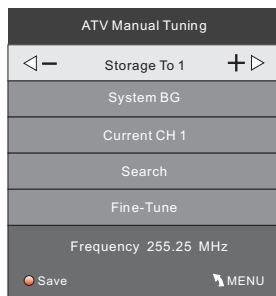 ATV Manual Tuning
Storage To 1
System BG
Current CH 1
Search
Fine-Tune
Frequency 255.25 MHz
Save MENU